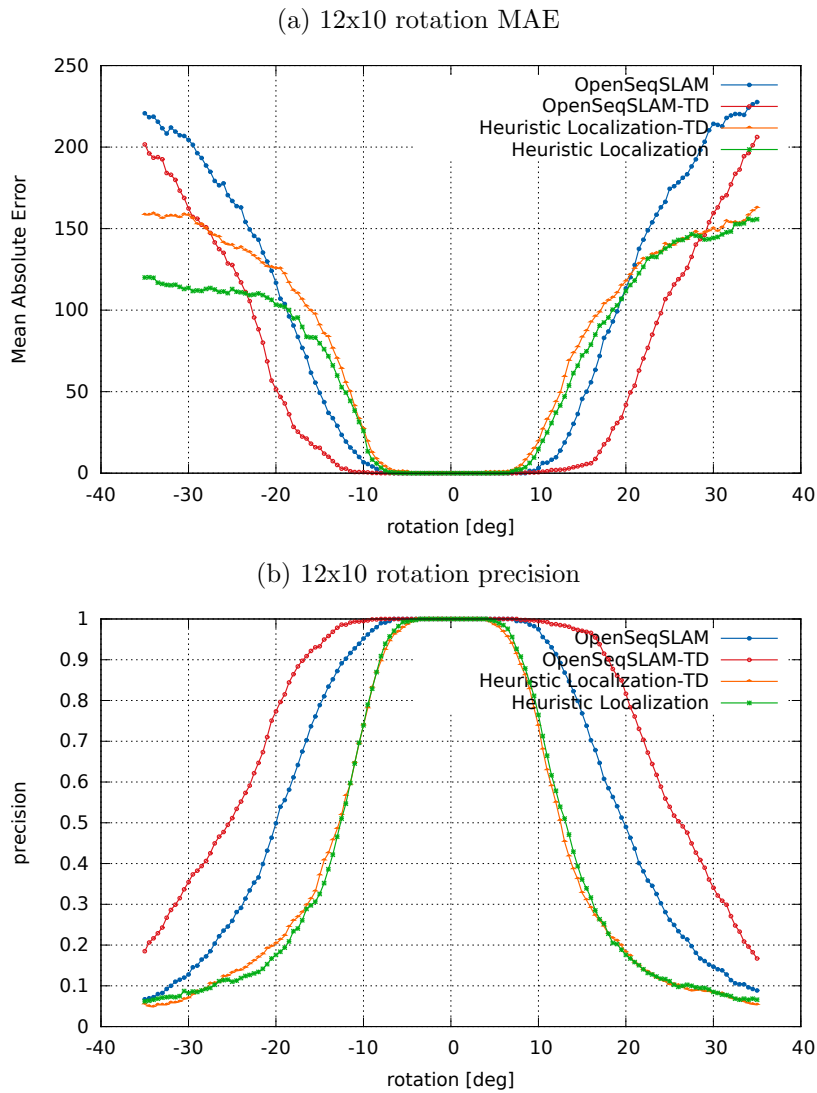 (a) 12x10 rotation MAE
250
200
150
100
50
0
Mean Absolute Error
OpenSeqSLAM
OpenSeqSLAM-TD
Heuristic Localization-TD
Heuristic Localization
-40 -30 -20 -10 0 10 20 30 40
rotation [deg]
(b) 12x10 rotation precision
1
0.9
0.8
0.7
0.6
0.5
0.4
0.3
0.2
0.1
0
precision
OpenSeqSLAM
OpenSeqSLAM-TD
Heuristic Localization-TD
Heuristic Localization
-40 -30 -20 -10 0 10 20 30 40
rotation [deg]